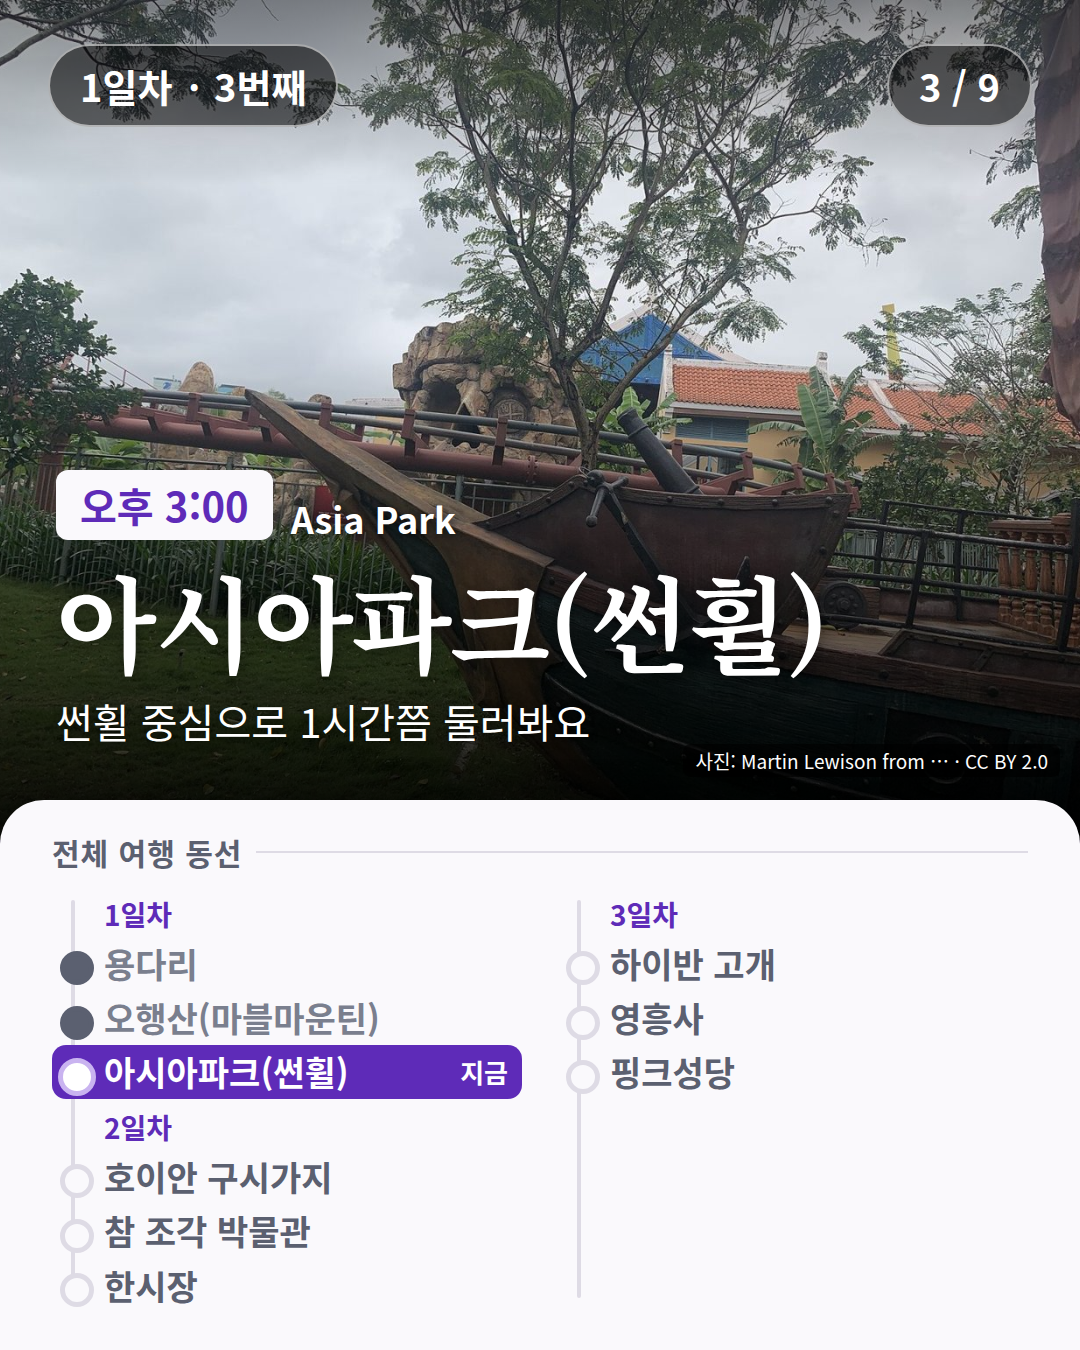 1일차 · 3번째
3 / 9
오후 3:00
Asia Park
아시아파크(썬휠)
썬휠 중심으로 1시간쯤 둘러봐요
사진: Martin Lewison from ··· · CC BY 2.0
전체 여행 동선
1일차
용다리
오행산(마블마운틴)
아시아파크(썬휠)
지금
2일차
호이안 구시가지
참 조각 박물관
한시장
3일차
하이반 고개
영흥사
핑크성당